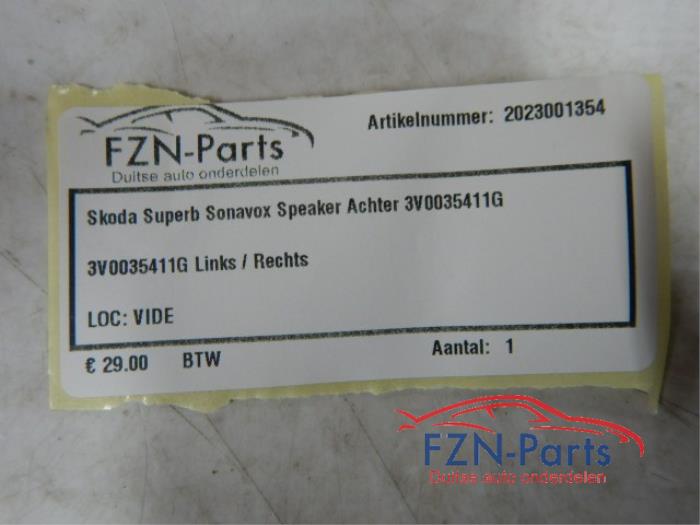 Artikelnummer: 2023001354
FZN-Parts
Duitse auto onderdelen
Skoda Superb Sonavox Speaker Achter 3V0035411G
3V0035411G Links / Rechts
LOC: VIDE
€ 29.00 BTW Aantal: 1
FZN-Parts
Duitse auto onderdelen